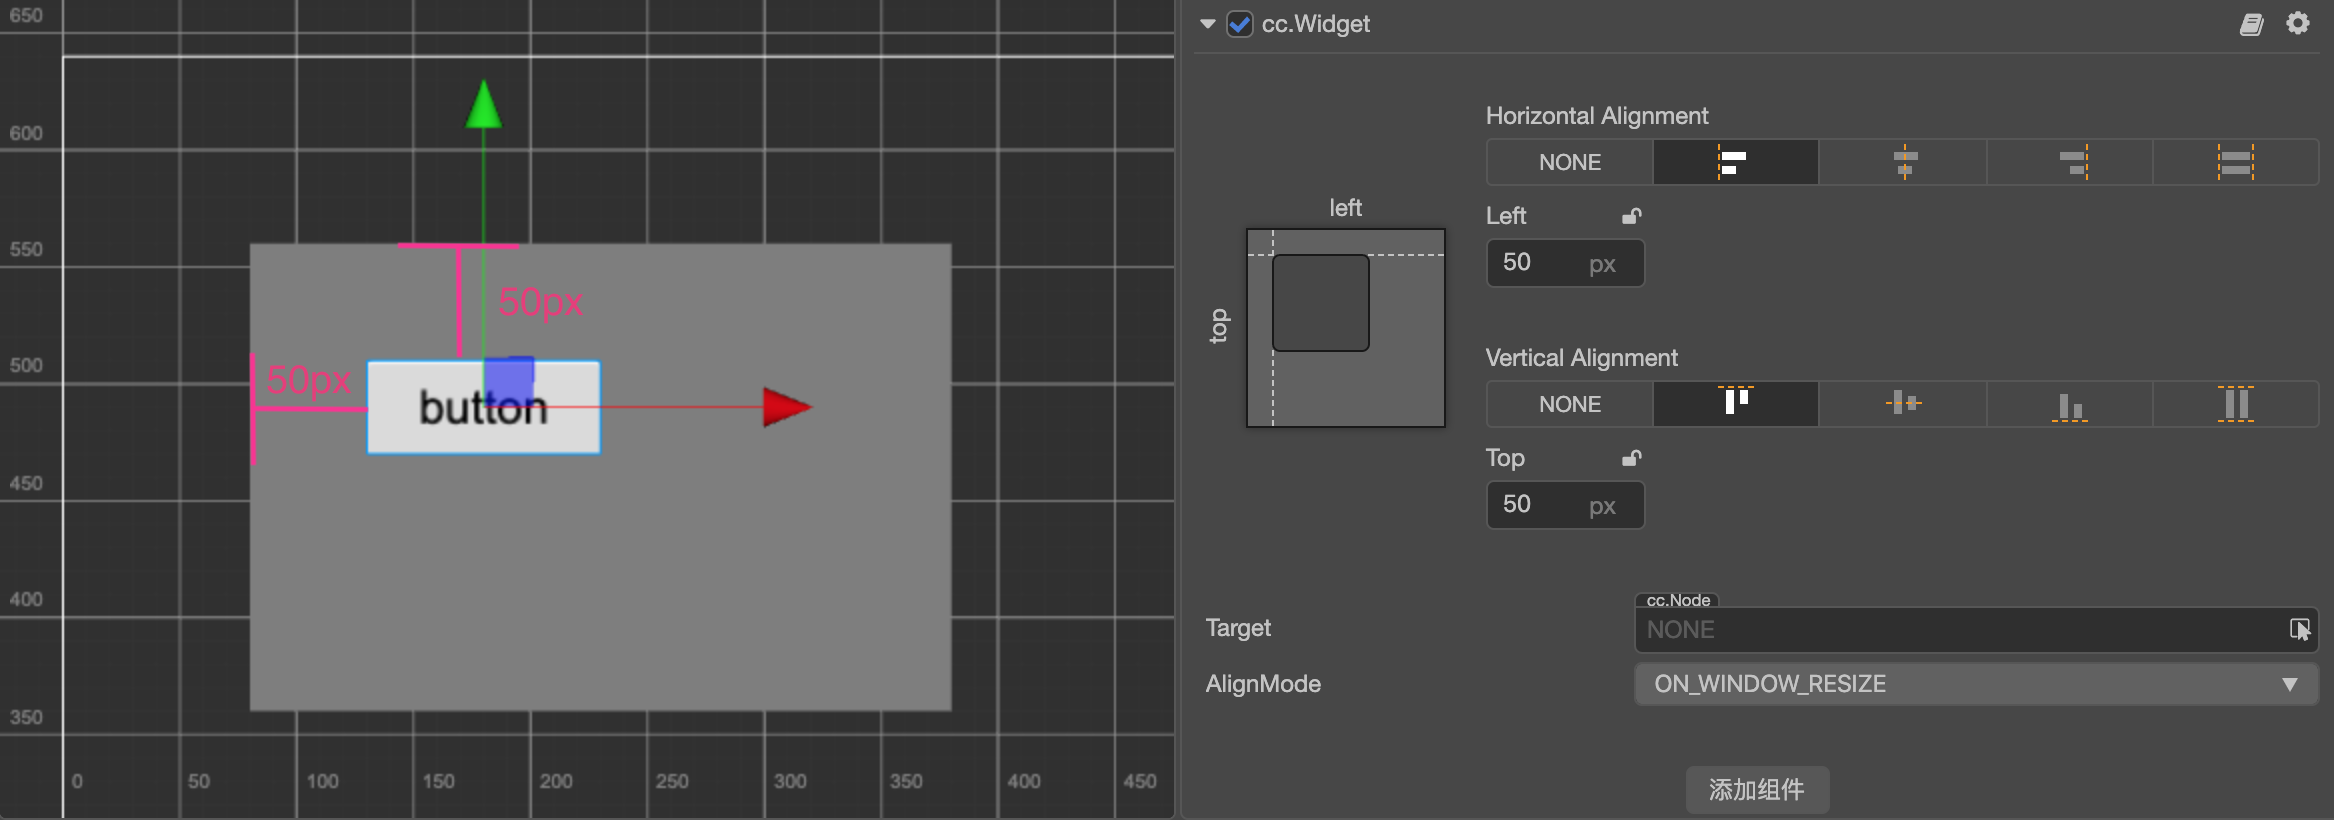 650
600
550
500
450
400
350
0 50 100 150 200 250 300 350 400 450
50px
50px
button
cc.Widget
Horizontal Alignment
NONE
left
top
Left
50 px
Vertical Alignment
NONE
Top
50 px
cc.Node
Target NONE
AlignMode ON_WINDOW_RESIZE
添加组件